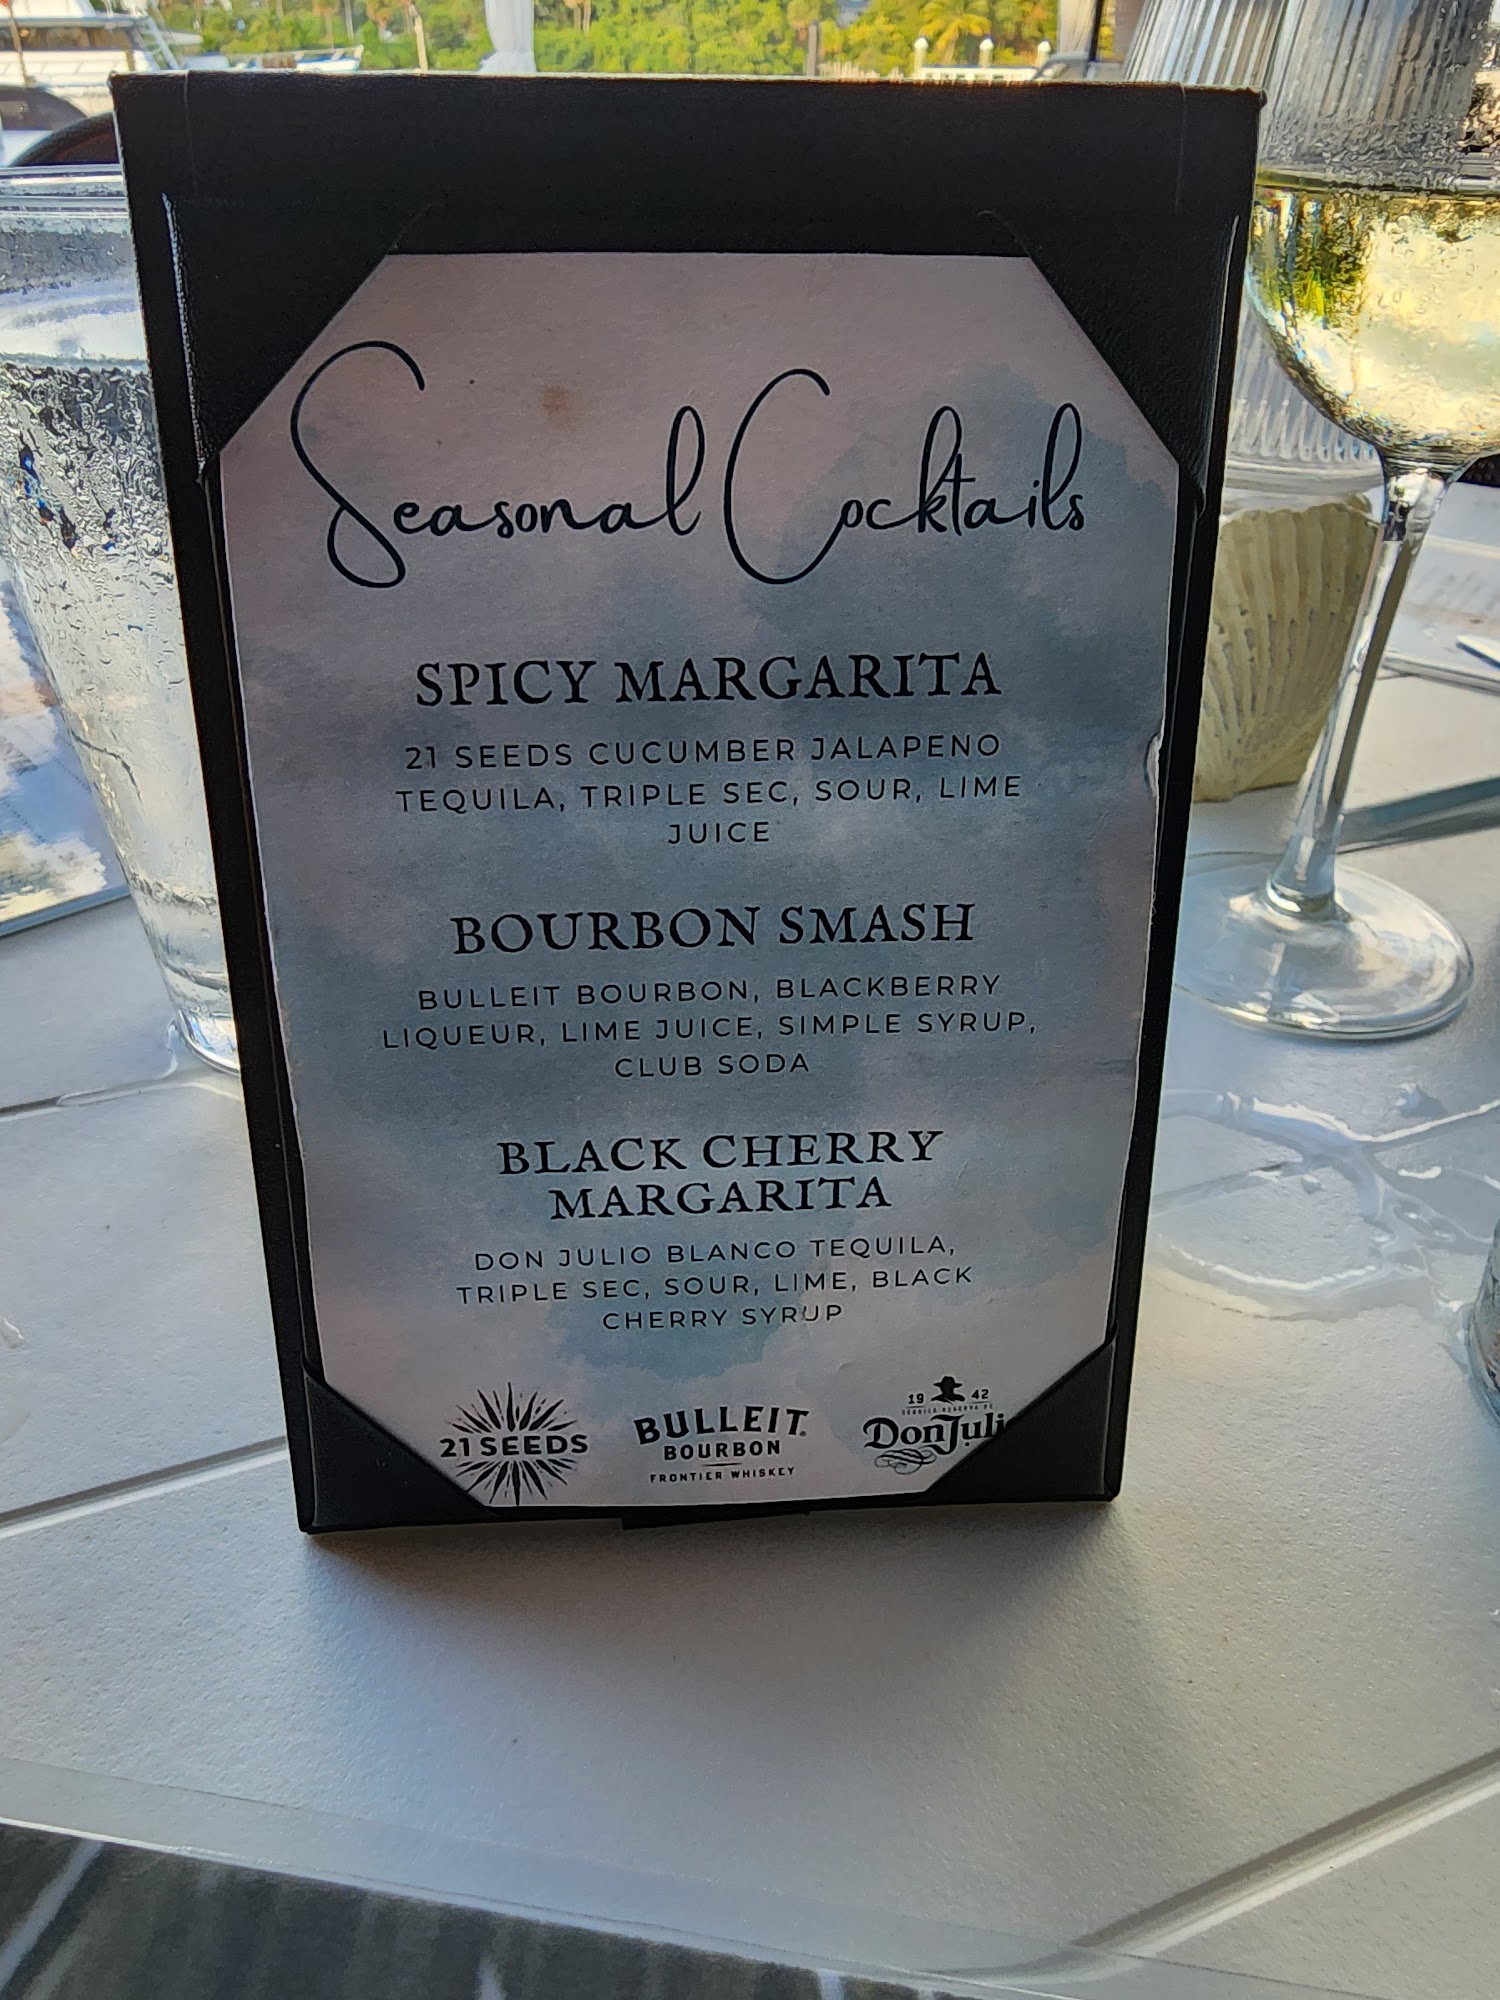 Seasonal Cocktails
SPICY MARGARITA
21 SEEDS CUCUMBER JALAPENO
TEQUILA, TRIPLE SEC, SOUR, LIME
JUICE
BOURBON SMASH
BULLEIT BOURBON, BLACKBERRY
LIQUEUR, LIME JUICE, SIMPLE SYRUP,
CLUB SODA
BLACK CHERRY
MARGARITA
DON JULIO BLANCO TEQUILA,
TRIPLE SEC, SOUR, LIME, BLACK
CHERRY SYRUP
21 SEEDS
BULLEIT
BOURBON
FRONTIER WHISKEY
19 42
Don Juli